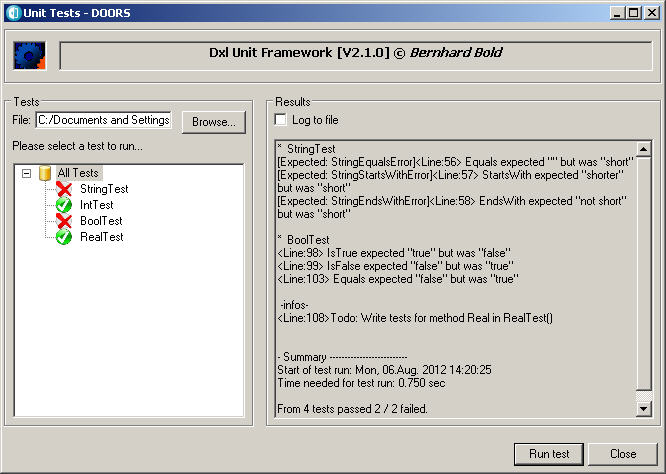 Unit Tests - DOORS
Dxl Unit Framework [V2.1.0] © Bernhard Bold
Tests
File: C:/Documents and Settings
Browse...
Please select a test to run...
All Tests
StringTest
IntTest
BoolTest
RealTest
Results
Log to file
* StringTest
[Expected: StringEqualsError]<Line:56> Equals expected "" but was "short"
[Expected: StringStartsWithError]<Line:57> StartsWith expected "shorter"
but was "short"
[Expected: StringEndsWithError]<Line:58> EndsWith expected "not short"
but was "short"
* BoolTest
<Line:98> IsTrue expected "true" but was "false"
<Line:99> IsFalse expected "false" but was "true"
<Line:103> Equals expected "false" but was "true"
-infos-
<Line:108>Todo: Write tests for method Real in RealTest()
- Summary --------------------------
Start of test run: Mon, 06.Aug. 2012 14:20:25
Time needed for test run: 0.750 sec
From 4 tests passed 2 / 2 failed.
Run test
Close